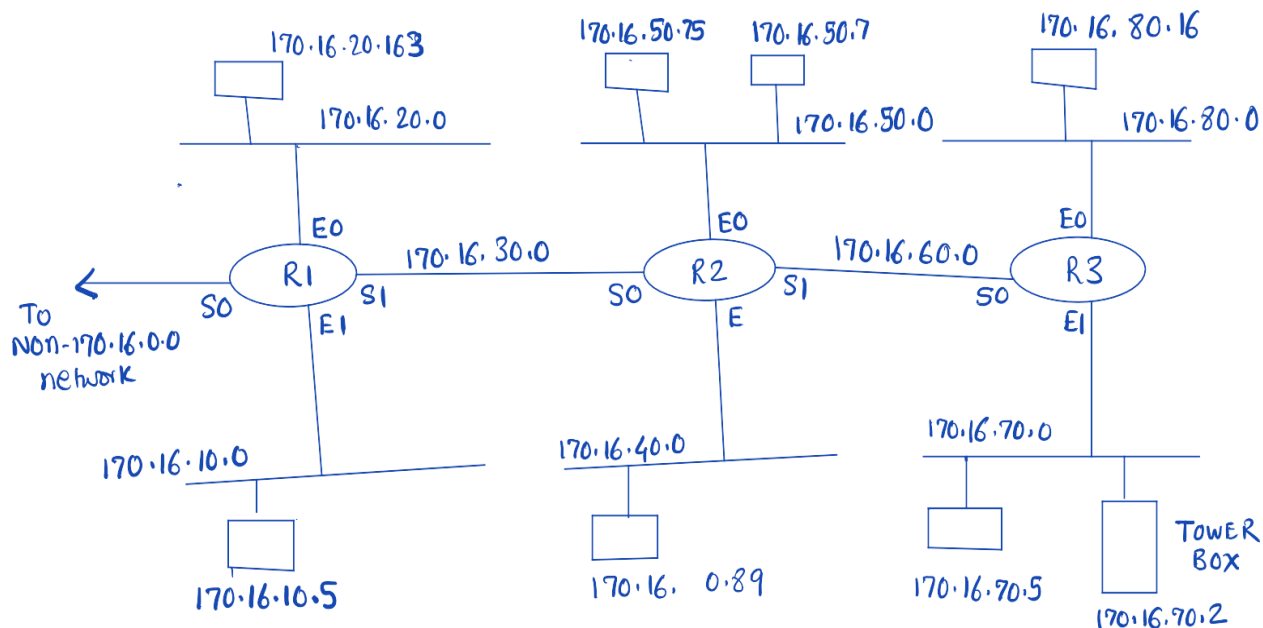 170.16.20.163
170.16.50.75
170.16.50.7
170.16.80.16
170.16.20.0
170.16.50.0
170.16.80.0
E0
E0
E0
R1
170.16.30.0
R2
170.16.60.0
R3
S0
S1
S0
S1
S0
E1
E
E1
TO
NON-170.16.0.0
network
170.16.10.0
170.16.40.0
170.16.70.0
TOWER
BOX
170.16.10.5
170.16. 0.89
170.16.70.5
170.16.70.2